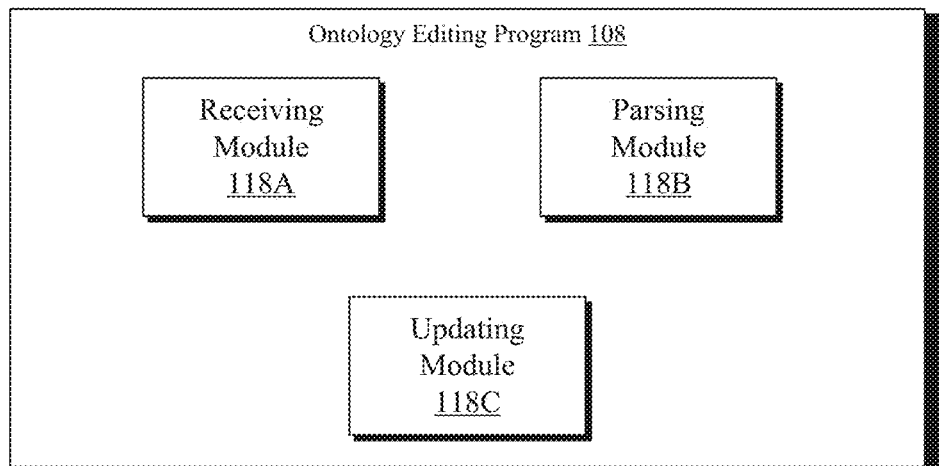 Ontology Editing Program 108
Receiving
Module
118A
Parsing
Module
118B
Updating
Module
118C